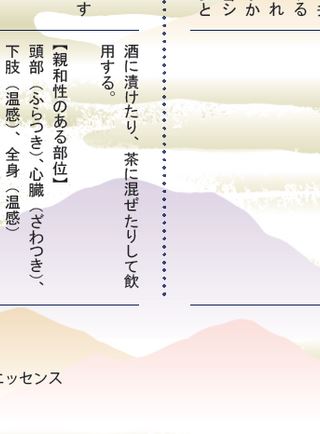 とシかれる
す
酒に漬けたり、茶に混ぜたりして飲
用する。
【親和性のある部位】
頭部（ふらつき）、心臓（ざわつき）、
下肢（温感）、全身（温感）
ニッセンス